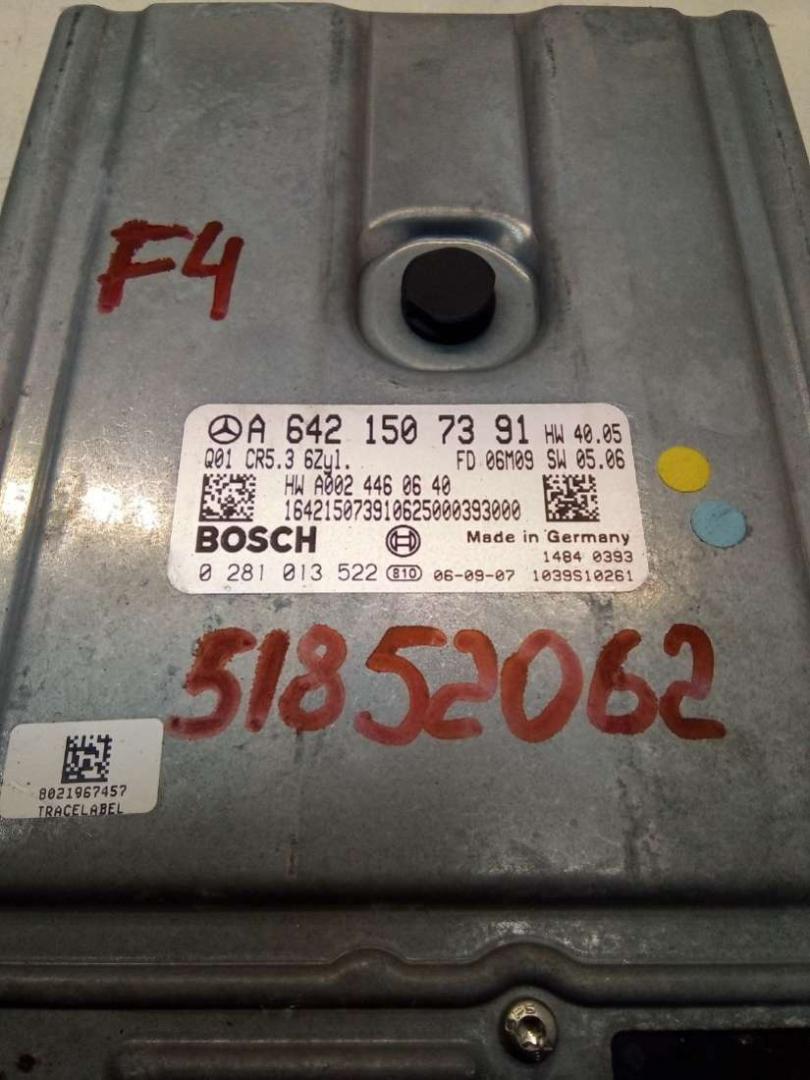 F4
A 642 150 73 91 HW 40.05
Q01 CR5.3 6Zyl. FD 06M09 SW 05.06
HW A002 446 06 40
16421507391062500039​3000
BOSCH Made in Germany
1484 0393
0 281 013 522 810 06-09-07 1039S10261
51852062
8021967457
TRACELABEL